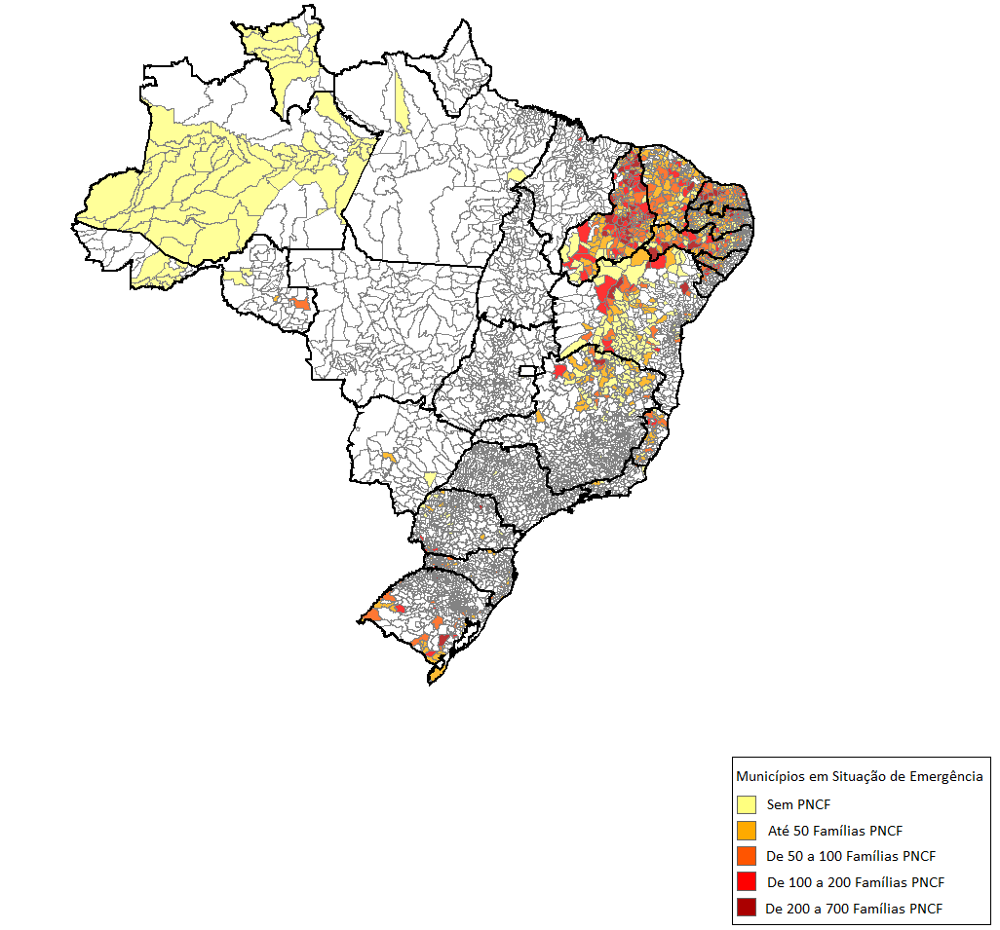 Municípios em Situação de Emergência
Sem PNCF
Até 50 Famílias PNCF
De 50 a 100 Famílias PNCF
De 100 a 200 Famílias PNCF
De 200 a 700 Famílias PNCF